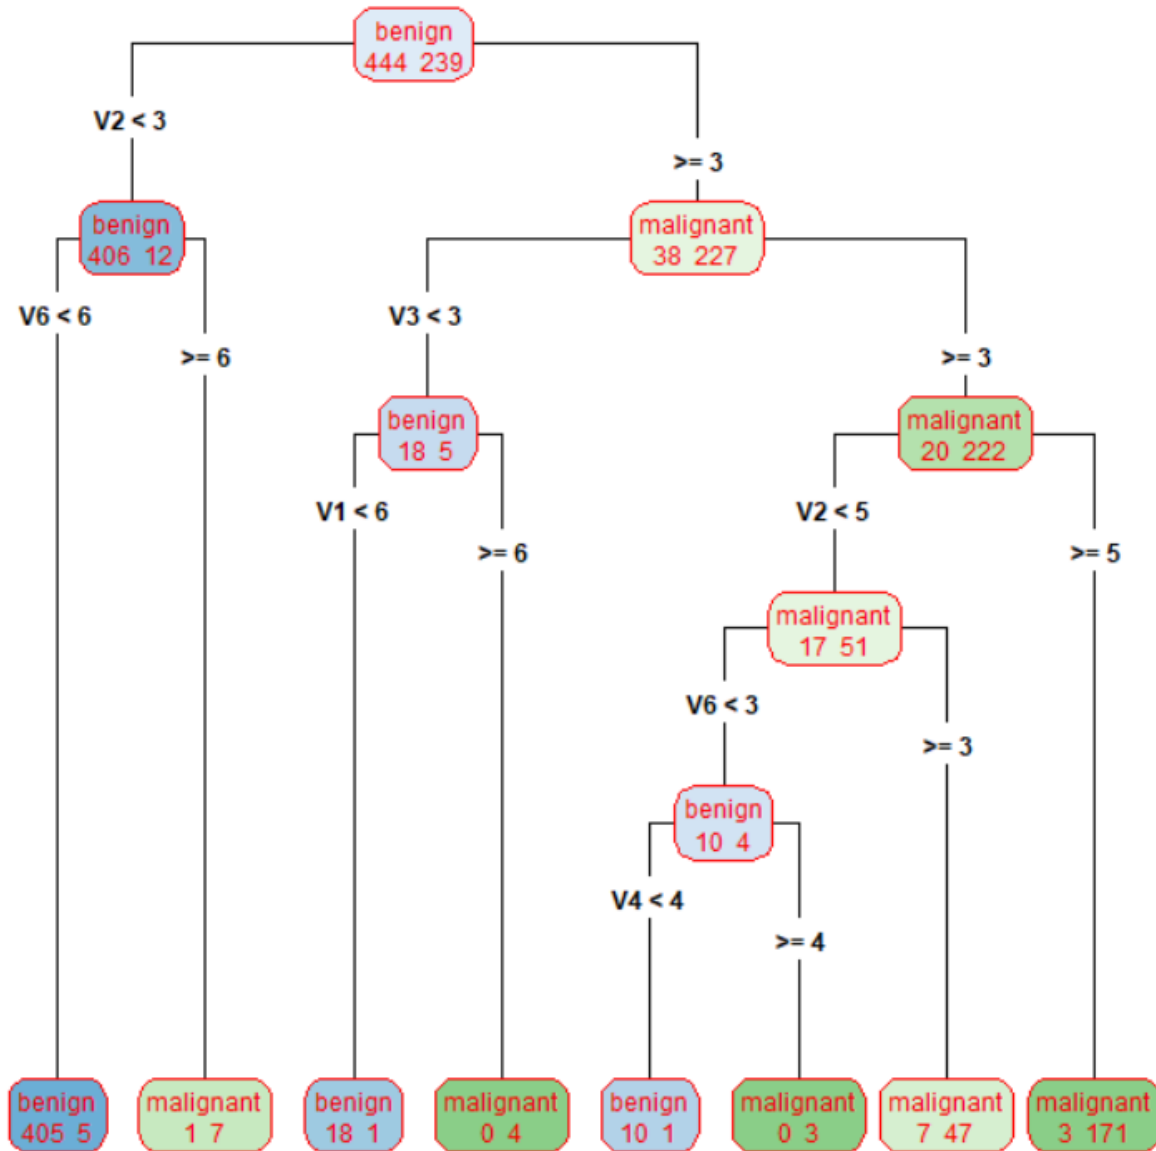 benign
444 239
V2 < 3
>= 3
benign
406 12
malignant
38 227
V6 < 6
>= 6
V3 < 3
>= 3
benign
18 5
malignant
20 222
V1 < 6
>= 6
V2 < 5
>= 5
malignant
17 51
V6 < 3
>= 3
benign
10 4
V4 < 4
>= 4
benign
405 5
malignant
1 7
benign
18 1
malignant
0 4
benign
10 1
malignant
0 3
malignant
7 47
malignant
3 171